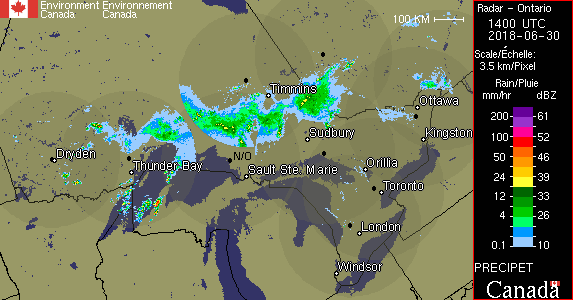 Environment Environnement
Canada Canada
100 KM
Timmins
Ottawa
Sudbury
Kingston
Dryden
Thunder Bay
N/O
Sault Ste. Marie
Orillia
Toronto
London
Windsor
Radar - Ontario
1400 UTC
2018-06-30
Scale/Échelle:
3.5 km/Pixel
Rain/Pluie
mm/hr dBZ
200 61
100 52
50 46
24 39
12 33
4 26
0.1 10
PRECIPET
Canada